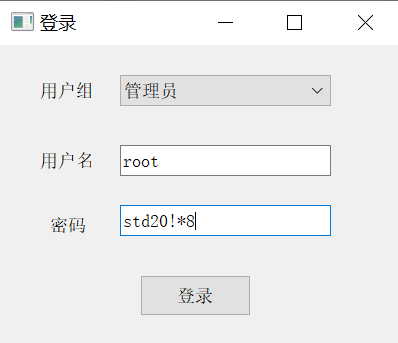 登录
用户组 管理员
用户名 root
密码 std20!*8
登录